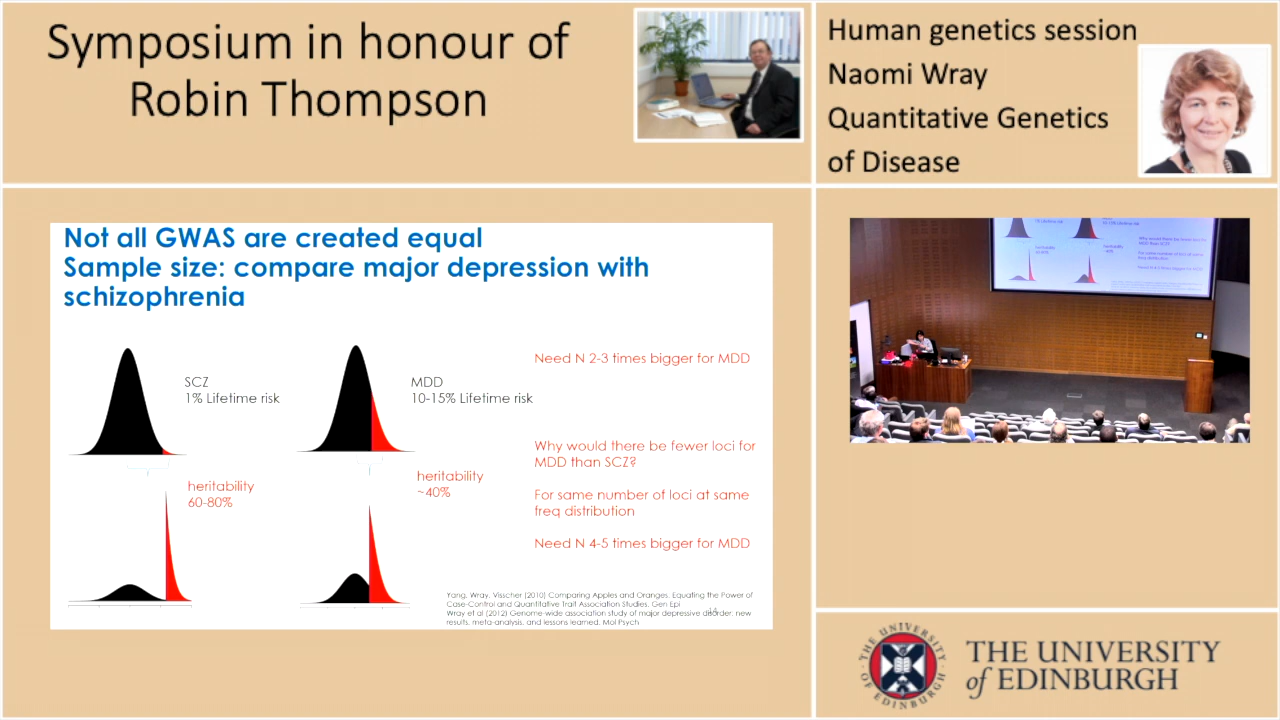 Symposium in honour of
Robin Thompson
Human genetics session
Naomi Wray
Quantitative Genetics
of Disease
Not all GWAS are created equal
Sample size: compare major depression with
schizophrenia
SCZ
1% Lifetime risk
MDD
10-15% Lifetime risk
Need N 2-3 times bigger for MDD
heritability
60-80%
heritability
~40%
Why would there be fewer loci for
MDD than SCZ?
For same number of loci at same
freq distribution
Need N 4-5 times bigger for MDD
Yang, Wray, Visscher (2010) Comparing Apples and Oranges. Equating the Power of
Case-Control and Quantitative Trait Association Studies. Gen Epi
Wray et al (2012) Genome-wide association study of major depressive disorder: new
results, meta-analysis, and lessons learned. Mol Psych
THE UNIVERSITY
of EDINBURGH
THE UNIVERSITY OF EDINBURGH